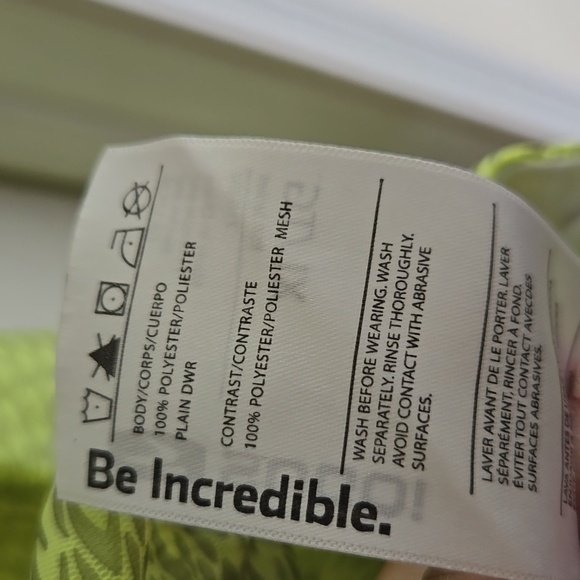 BODY/CORPS/CUERPO
100% POLYESTER/POLIESTER
PLAIN DWR
CONTRAST/CONTRASTE
100% POLYESTER/POLIESTER MESH
WASH BEFORE WEARING. WASH
SEPARATELY. RINSE THOROUGHLY.
AVOID CONTACT WITH ABRASIVE
SURFACES.
LAVER AVANT DE LE PORTER. LAVER
SÉPARÉMENT. RINCER À FOND.
ÉVITER TOUT CONTACT AVECDES
SURFACES ABRASIVES.
Be Incredible.